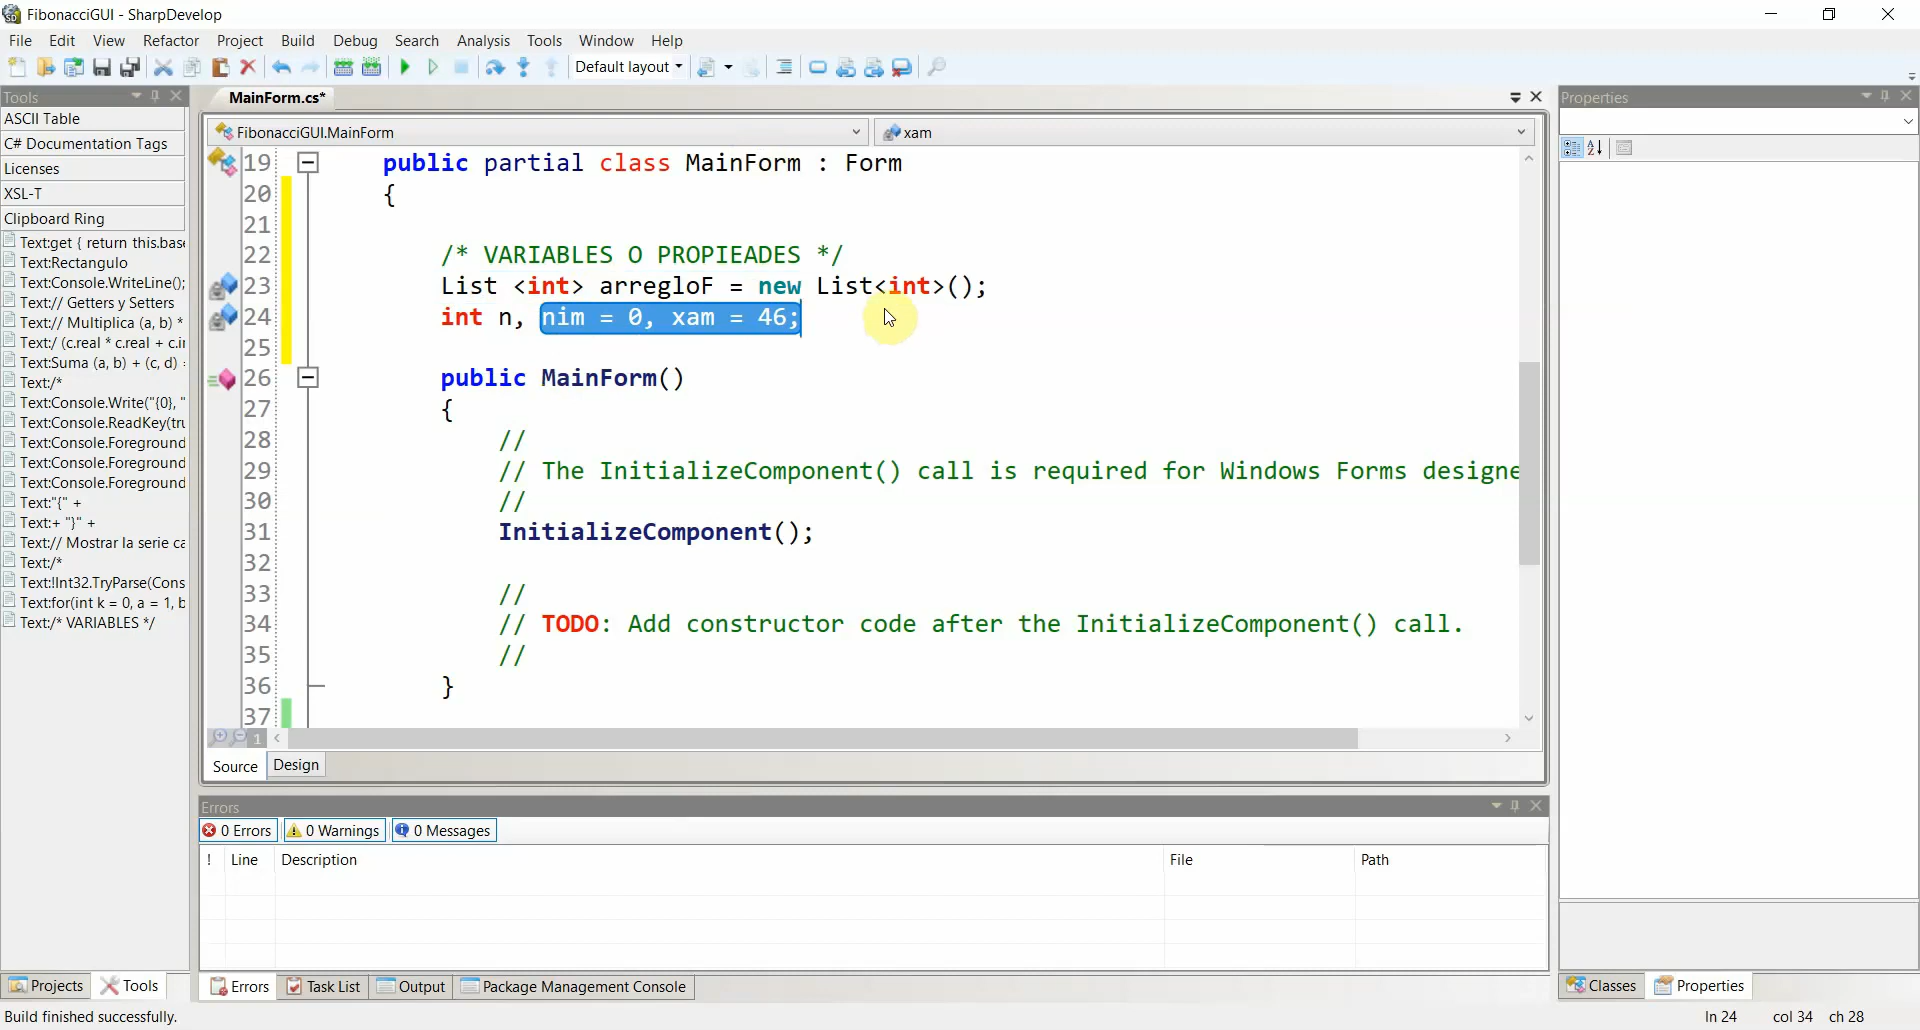 FibonacciGUI - SharpDevelop
File Edit View Refactor Project Build Debug Search Analysis Tools Window Help
Default layout
Tools
ASCII Table
C# Documentation Tags
Licenses
XSL-T
Clipboard Ring
Text:get { return this.base
Text:Rectangulo
Text:Console.WriteLine();
Text:// Getters y Setters
Text:// Multiplica (a, b) *
Text:/ (c.real * c.real + c.i
Text:Suma (a, b) + (c, d)
Text:/*
Text:Console.Write("{0}, "
Text:Console.ReadKey(tru
Text:Console.Foreground
Text:Console.Foreground
Text:Console.Foreground
Text:"{" +
Text:+ "}" +
Text:// Mostrar la serie ca
Text:/*
Text:!Int32.TryParse(Cons
Text:for(int k = 0, a = 1, b
Text:/* VARIABLES */
Projects Tools
MainForm.cs*
FibonacciGUI.MainForm xam
19 public partial class MainForm : Form
20 {
21
22 /* VARIABLES O PROPIEADES */
23 List <int> arregloF = new List<int>();
24 int n, nim = 0, xam = 46;
25
26 public MainForm()
27 {
28 //
29 // The InitializeComponent() call is required for Windows Forms designe
30 //
31 InitializeComponent();
32
33 //
34 // TODO: Add constructor code after the InitializeComponent() call.
35 //
36 }
37
1
Source Design
Errors
0 Errors 0 Warnings 0 Messages
! Line Description File Path
Errors Task List Output Package Management Console
Properties
Classes Properties
Build finished successfully.
ln 24 col 34 ch 28